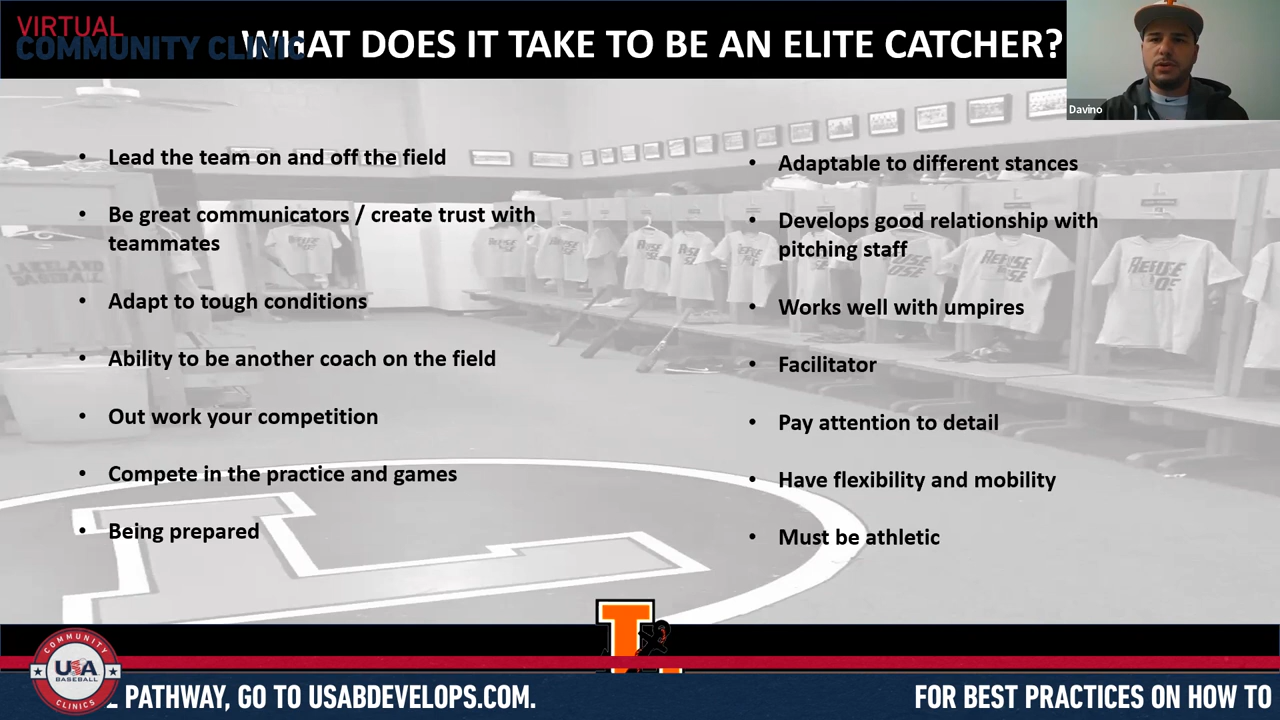 VIRTUAL
COMMUNITY CLINIC
WHAT DOES IT TAKE TO BE AN ELITE CATCHER?
Davino
• Lead the team on and off the field
• Be great communicators / create trust with
teammates
• Adapt to tough conditions
• Ability to be another coach on the field
• Out work your competition
• Compete in the practice and games
• Being prepared
• Adaptable to different stances
• Develops good relationship with
pitching staff
• Works well with umpires
• Facilitator
• Pay attention to detail
• Have flexibility and mobility
• Must be athletic
LAKELAND
BASEBALL
REFUSE
COMMUNITY
USA
BASEBALL
CLINICS
PATHWAY, GO TO USABDEVELOPS.COM.
FOR BEST PRACTICES ON HOW TO